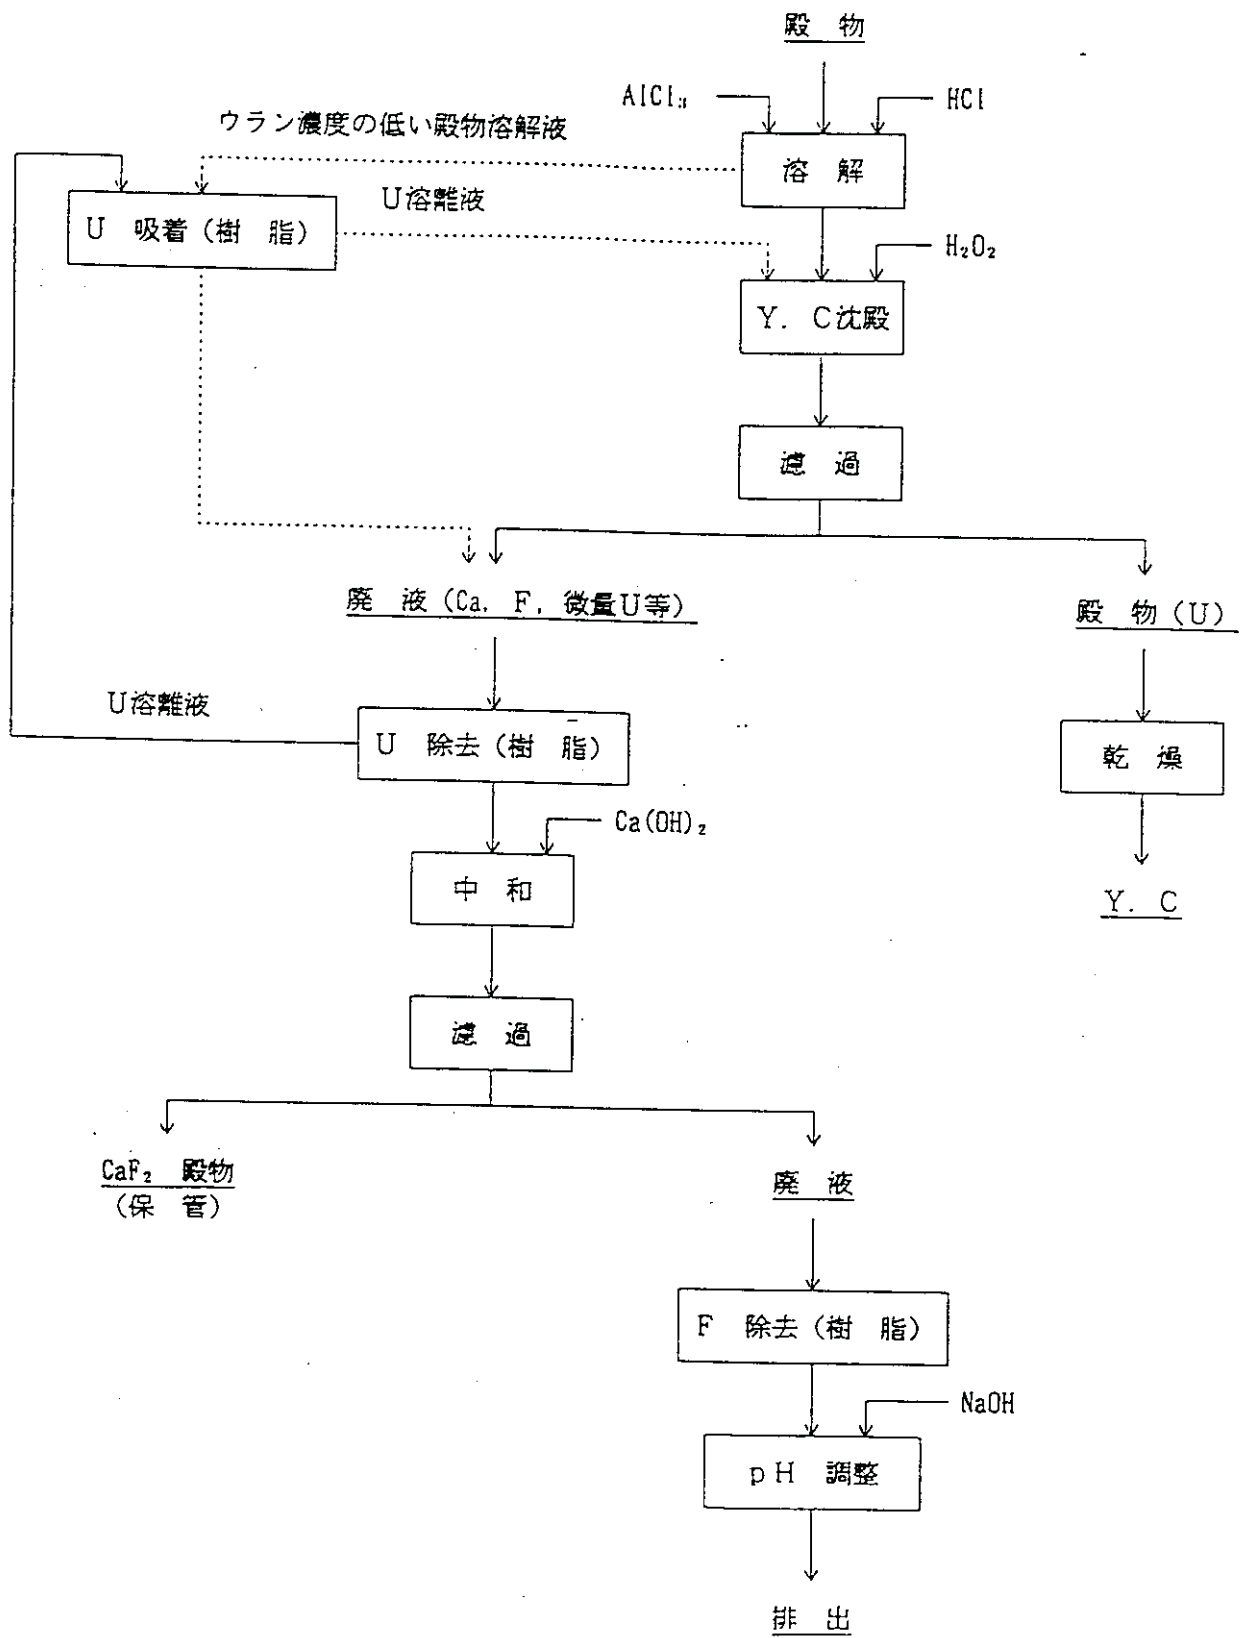 殿 物
AlCl₃
HCl
ウラン濃度の低い殿物溶解液
溶 解
U溶離液
U 吸着(樹 脂)
H₂O₂
Y. C沈殿
濾 過
廃 液(Ca, F, 微量U等)
殿 物(U)
U溶離液
U 除去(樹 脂)
乾 燥
Ca(OH)₂
中 和
Y. C
濾 過
CaF₂ 殿物
(保 管)
廃 液
F 除去(樹 脂)
NaOH
pH 調整
排 出